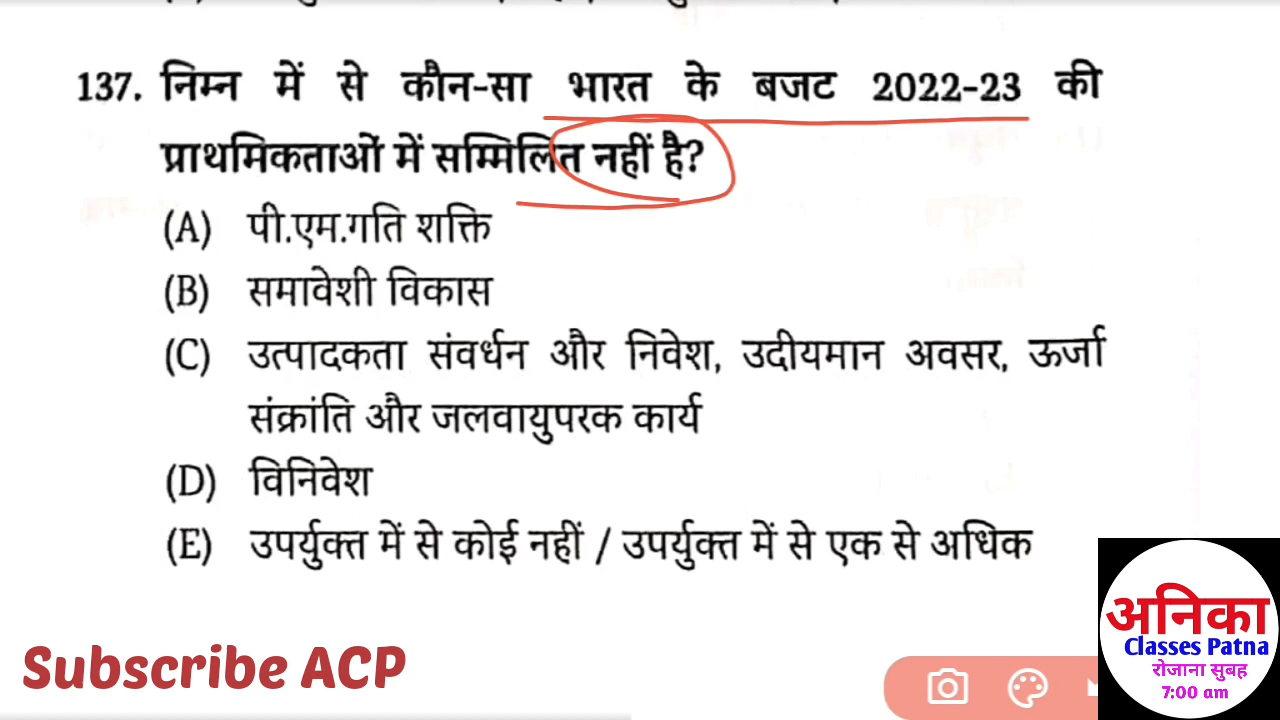 137. निम्न में से कौन-सा भारत के बजट 2022-23 की
प्राथमिकताओं में सम्मिलित नहीं है?
(A) पी.एम.गति शक्ति
(B) समावेशी विकास
(C) उत्पादकता संवर्धन और निवेश, उदीयमान अवसर, ऊर्जा
संक्रांति और जलवायुपरक कार्य
(D) विनिवेश
(E) उपर्युक्त में से कोई नहीं / उपर्युक्त में से एक से अधिक
Subscribe ACP
अनिका
Classes Patna
रोजाना सुबह
7:00 am